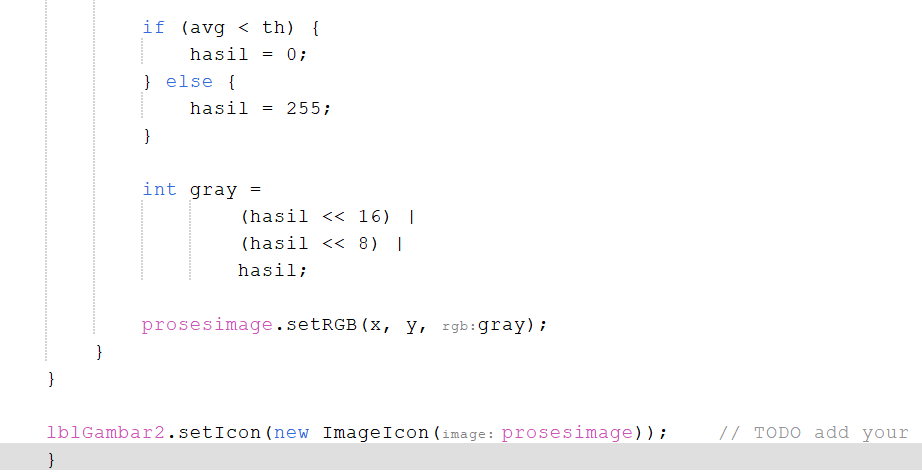 if (avg < th) {
hasil = 0;
} else {
hasil = 255;
}
int gray =
(hasil << 16) |
(hasil << 8) |
hasil;
prosesimage.setRGB(x, y, rgb:gray);
}
}
lblGambar2.setIcon(new ImageIcon(image: prosesimage)); // TODO add your
}